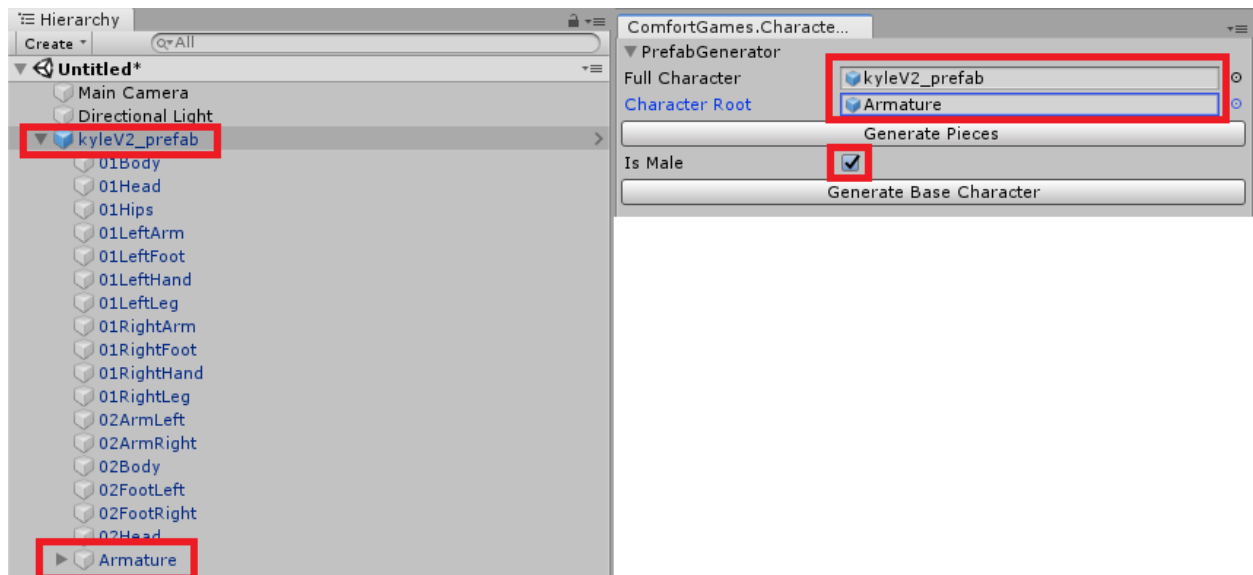 Hierarchy
Create
All
Untitled*
Main Camera
Directional Light
kyleV2_prefab
01Body
01Head
01Hips
01LeftArm
01LeftFoot
01LeftHand
01LeftLeg
01RightArm
01RightFoot
01RightHand
01RightLeg
02ArmLeft
02ArmRight
02Body
02FootLeft
02FootRight
02Head
Armature
ComfortGames.Characte...
PrefabGenerator
Full Character kyleV2_prefab
Character Root Armature
Generate Pieces
Is Male
Generate Base Character